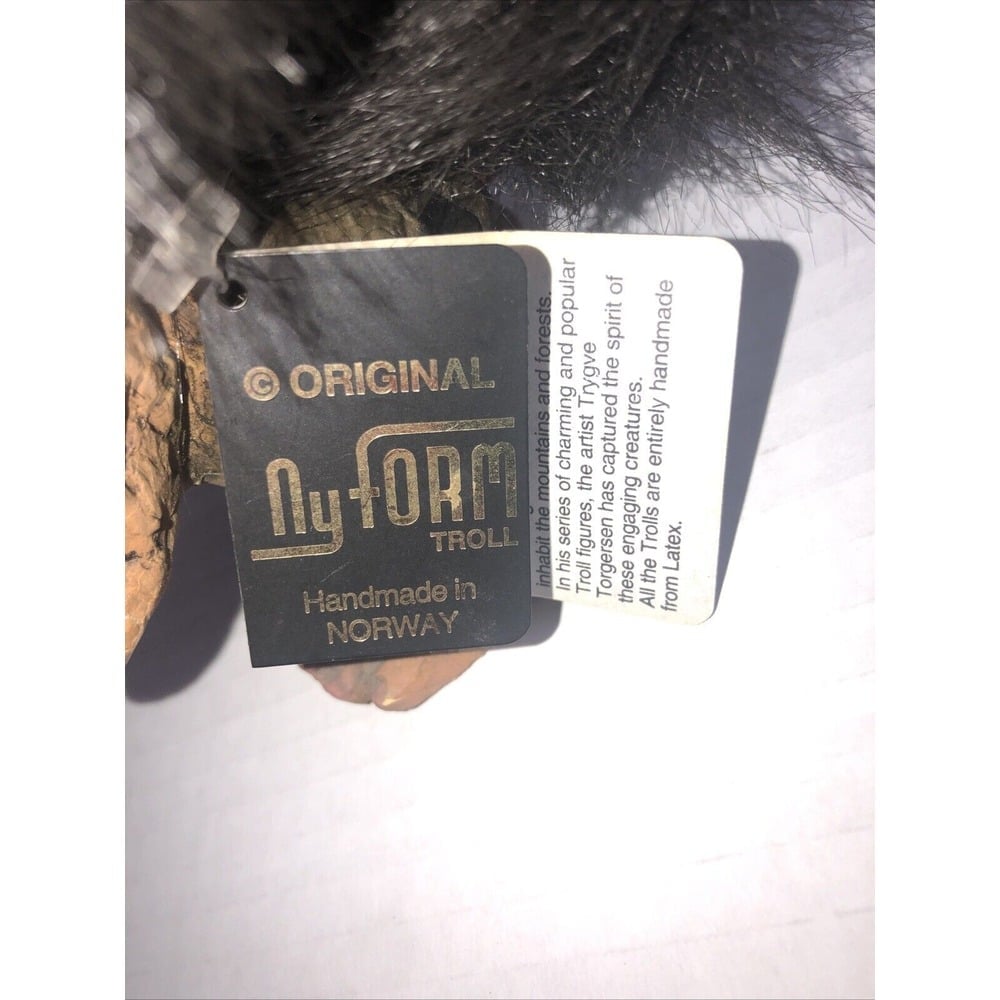 © ORIGINAL
NyFORM
TROLL
Handmade in
NORWAY
inhabit the mountains and forests.
In his series of charming and popular
Troll figures, the artist Trygve
Torgersen has captured the spirit of
these engaging creatures.
All the Trolls are entirely handmade
from Latex.